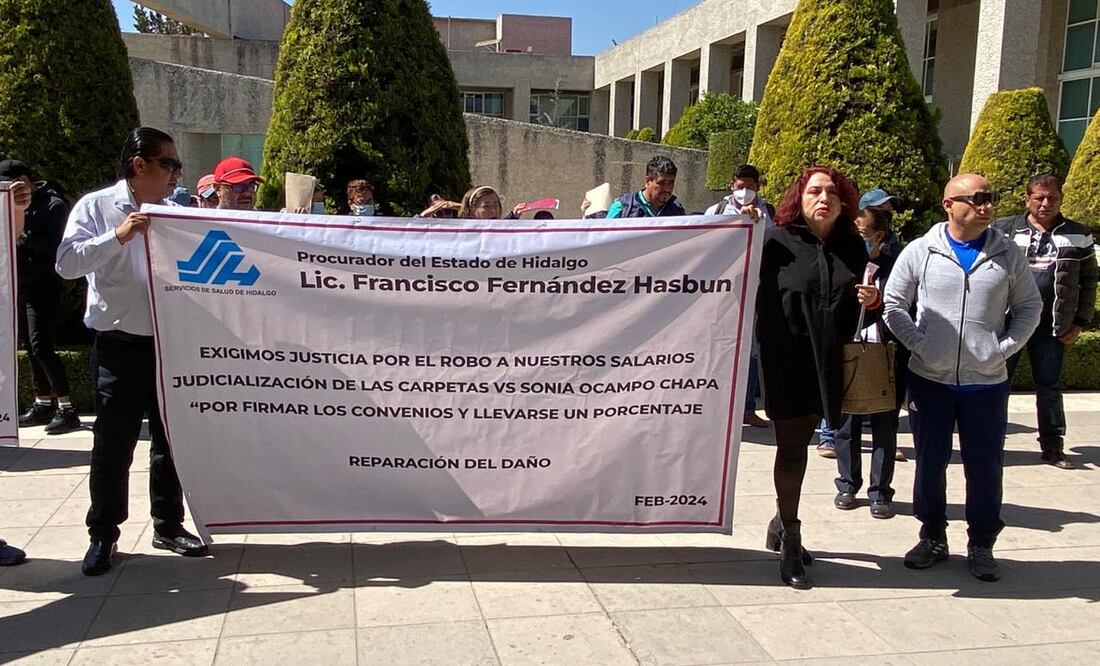 SSH
SERVICIOS DE SALUD DE HIDALGO
Procurador del Estado de Hidalgo
Lic. Francisco Fernández Hasbun
EXIGIMOS JUSTICIA POR EL ROBO A NUESTROS SALARIOS
JUDICIALIZACIÓN DE LAS CARPETAS VS SONIA OCAMPO CHAPA
“POR FIRMAR LOS CONVENIOS Y LLEVARSE UN PORCENTAJE
REPARACIÓN DEL DAÑO
FEB-2024
24